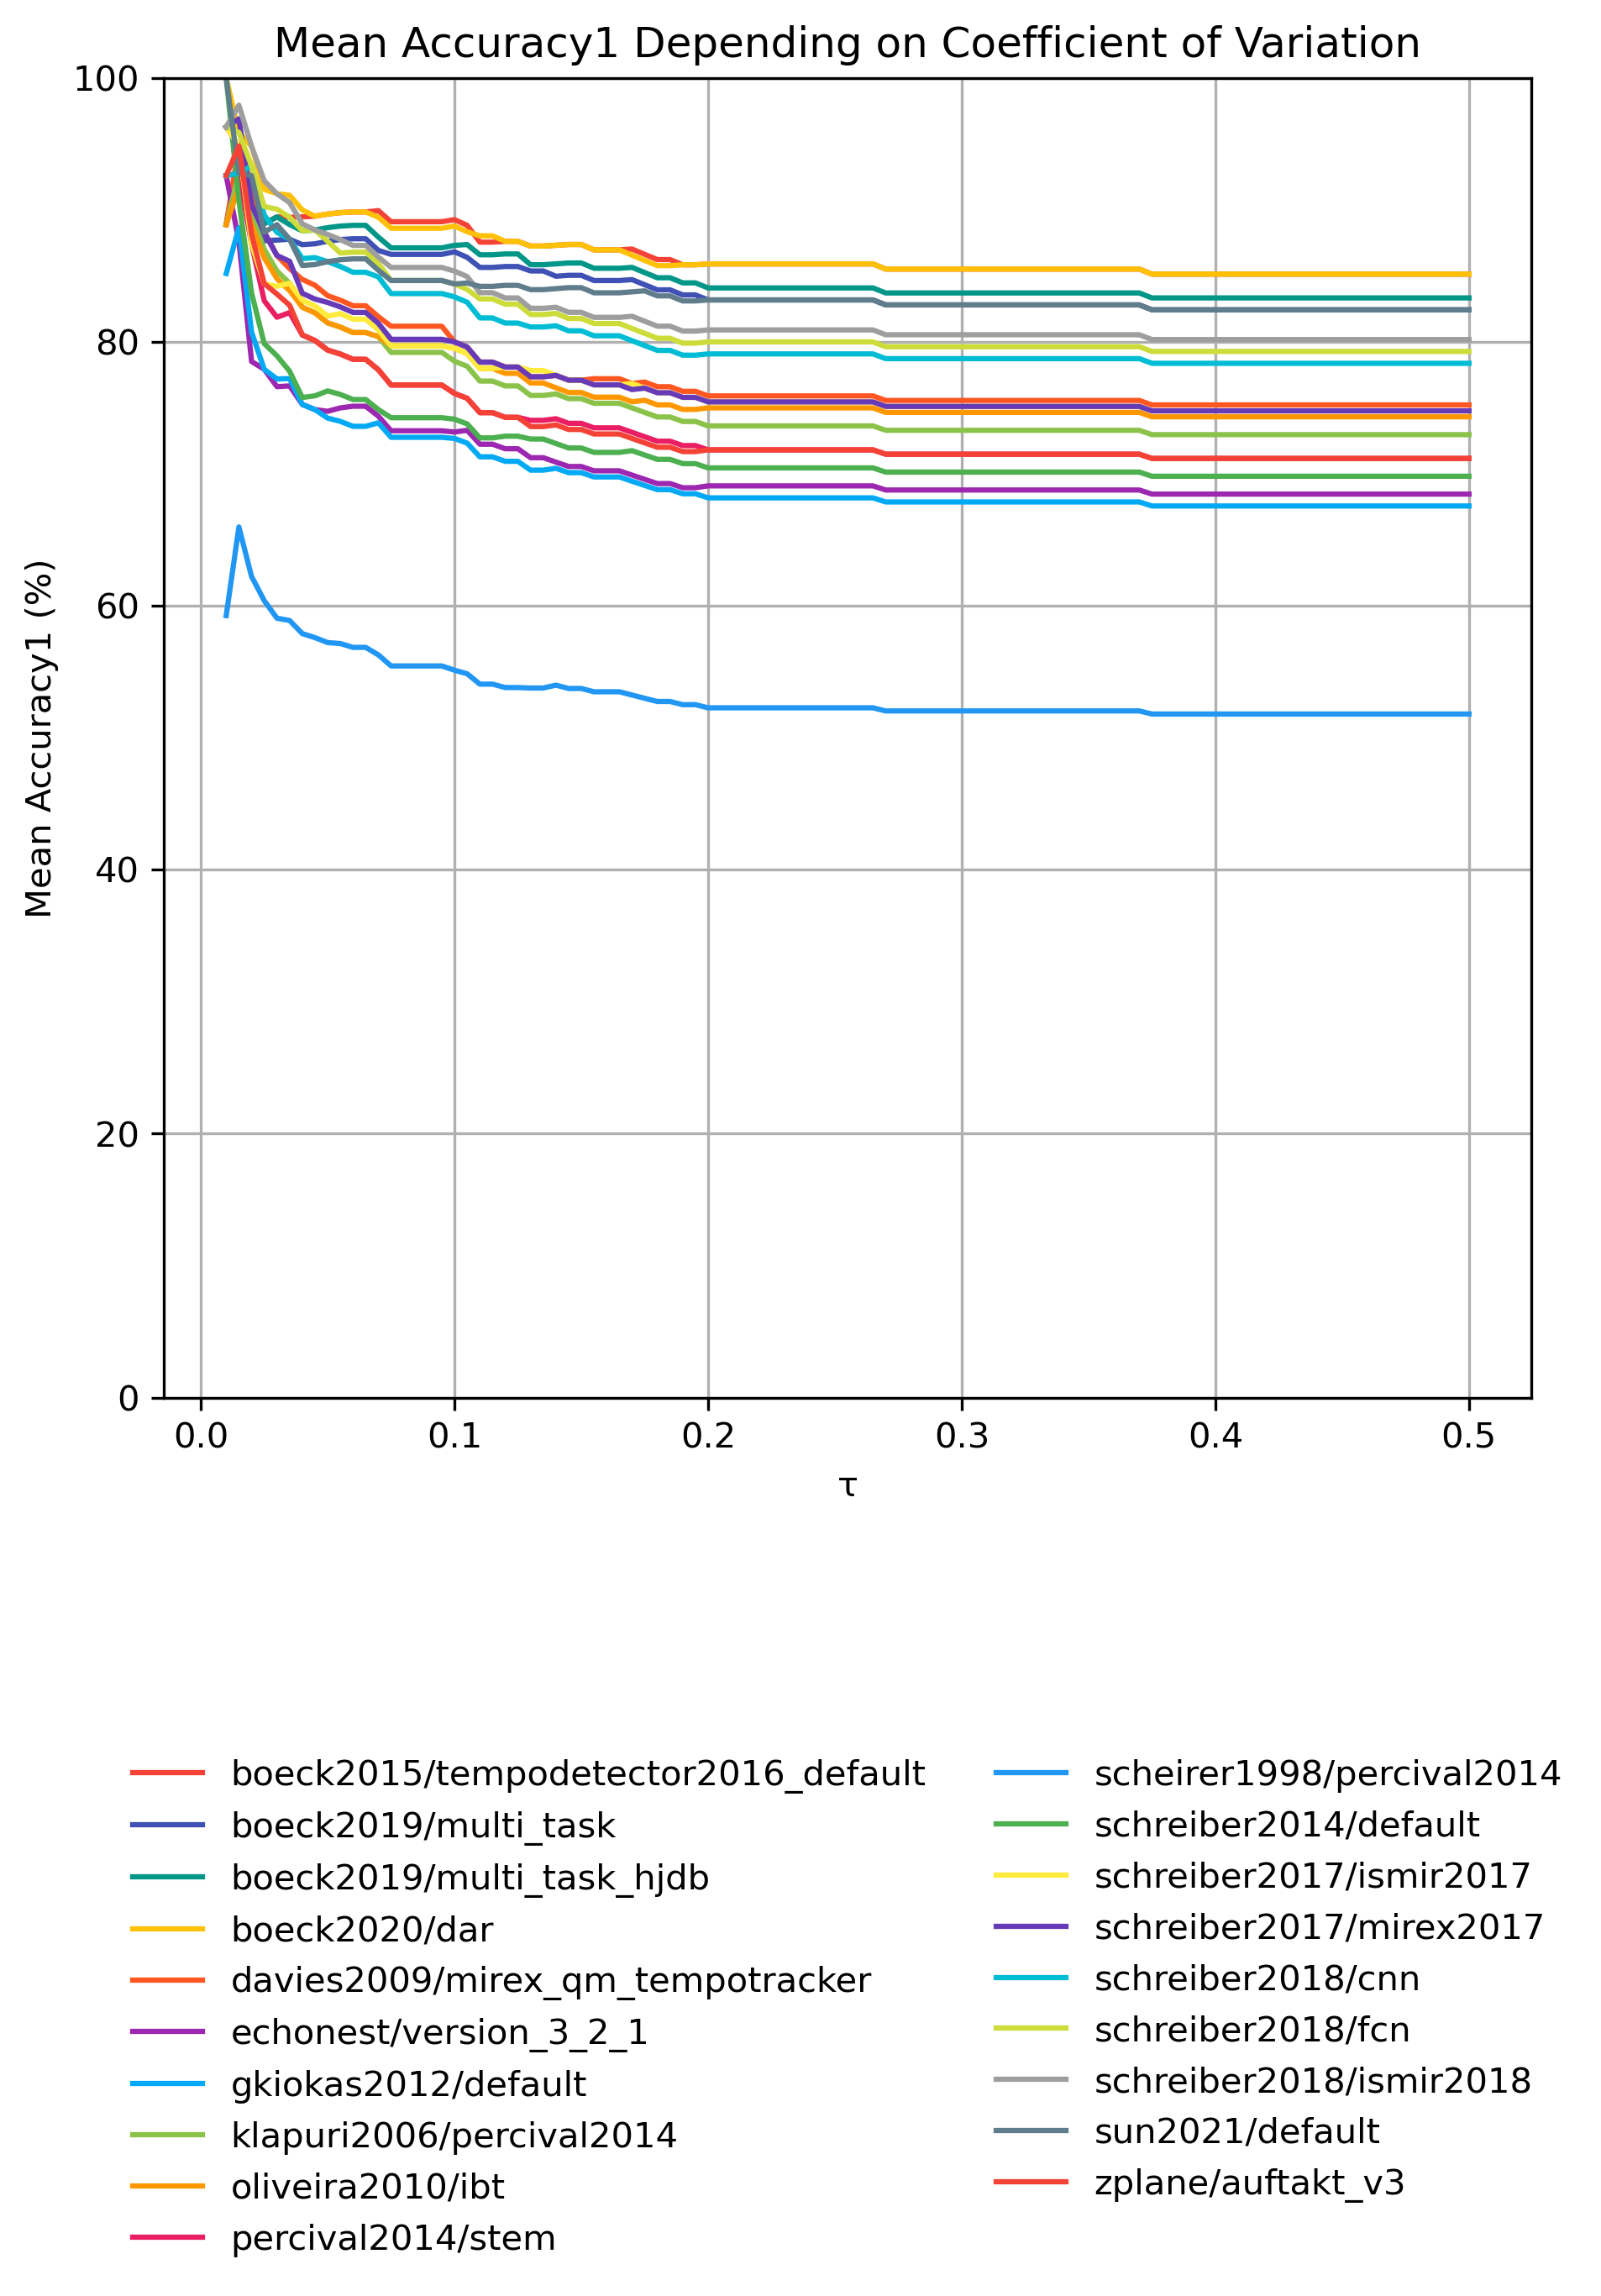 Mean Accuracy1 Depending on Coefficient of Variation
100
80
60
40
20
0
Mean Accuracy1 (%)
0.0 0.1 0.2 0.3 0.4 0.5
τ
boeck2015/tempodetector2016_default
boeck2019/multi_task
boeck2019/multi_task_hjdb
boeck2020/dar
davies2009/mirex_qm_tempotracker
echonest/version_3_2_1
gkiokas2012/default
klapuri2006/percival2014
oliveira2010/ibt
percival2014/stem
scheirer1998/percival2014
schreiber2014/default
schreiber2017/ismir2017
schreiber2017/mirex2017
schreiber2018/cnn
schreiber2018/fcn
schreiber2018/ismir2018
sun2021/default
zplane/auftakt_v3